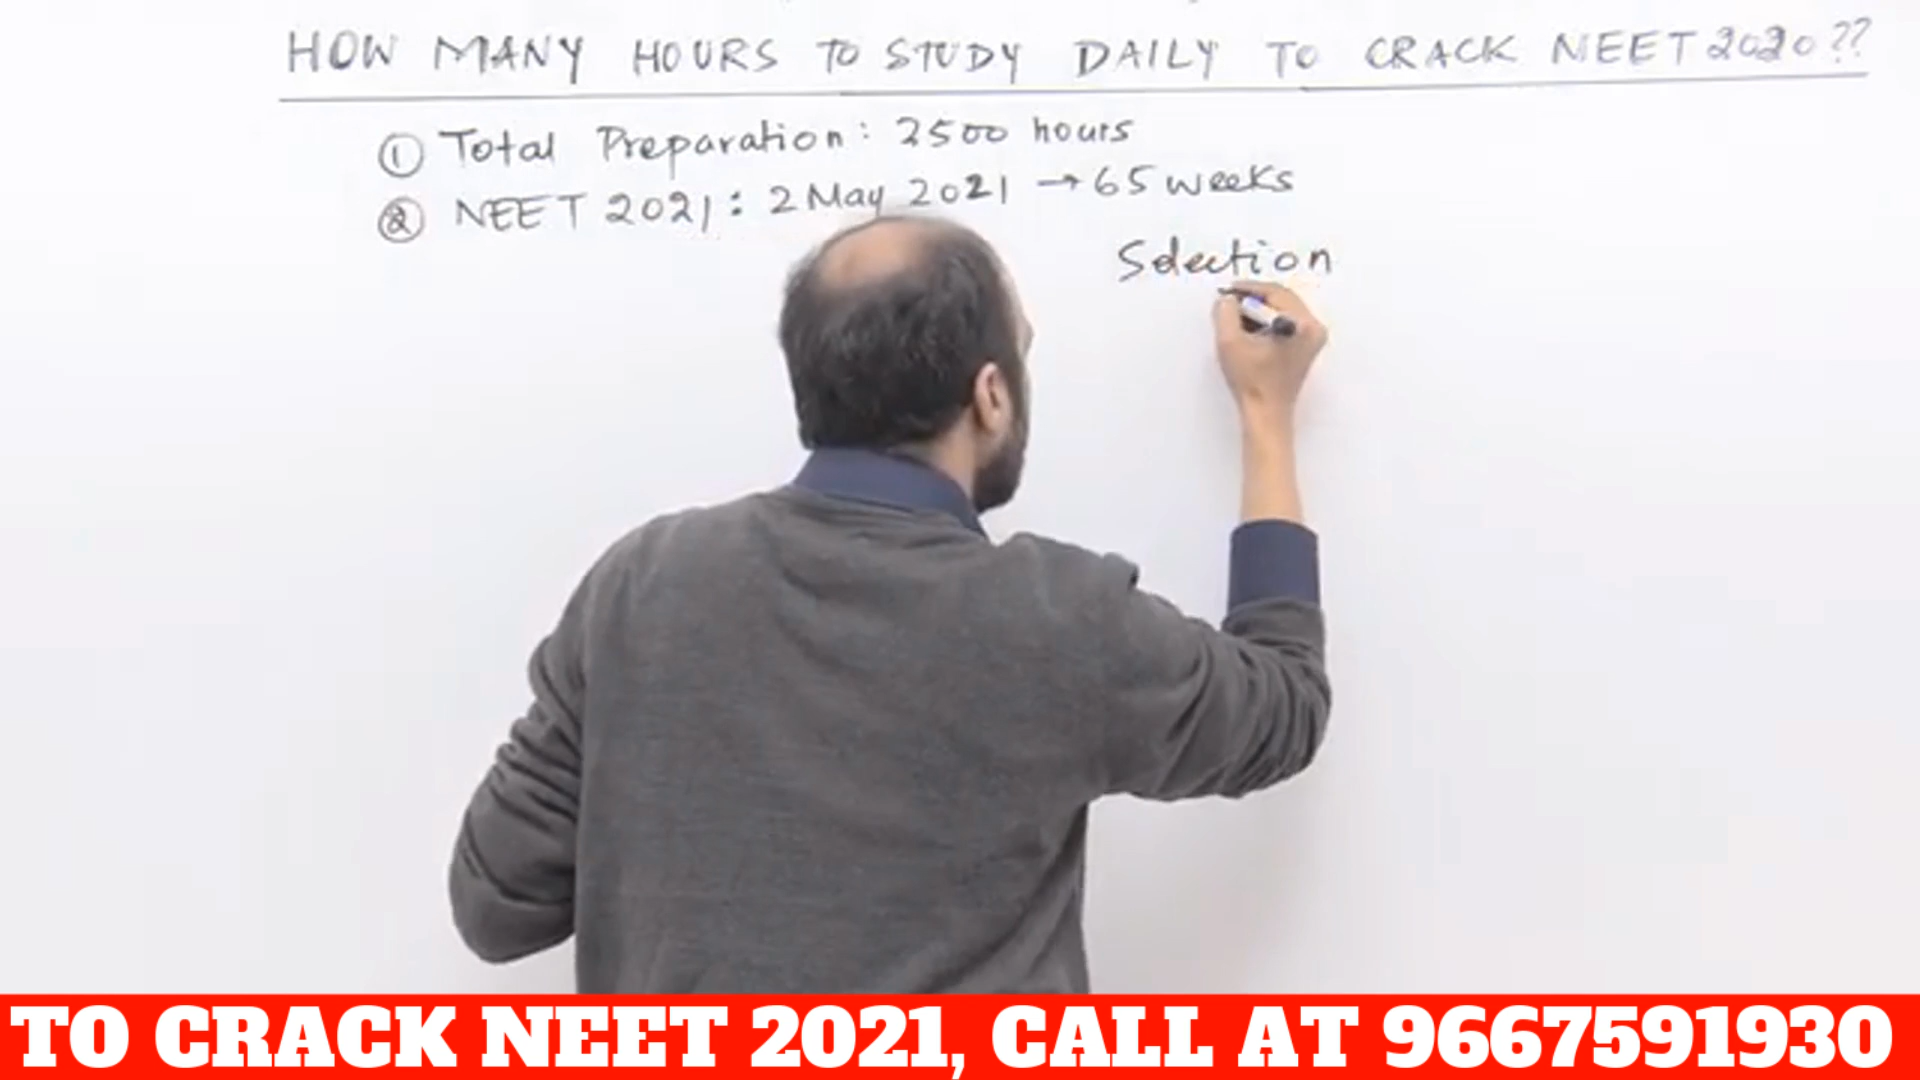 HOW MANY HOURS TO STUDY DAILY TO CRACK NEET 2020??
① Total Preparation: 2500 hours
② NEET 2021: 2 May 2021 → 65 weeks
Selection
TO CRACK NEET 2021, CALL AT 9667591930